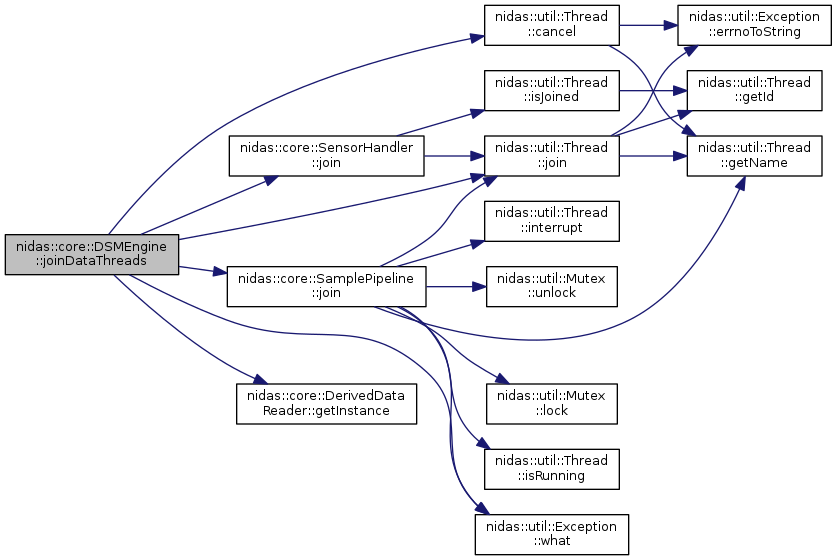 nidas::util::Thread
::cancel
nidas::util::Exception
::errnoToString
nidas::util::Thread
::isJoined
nidas::util::Thread
::getId
nidas::core::SensorHandler
::join
nidas::util::Thread
::join
nidas::util::Thread
::getName
nidas::util::Thread
::interrupt
nidas::core::DSMEngine
::joinDataThreads
nidas::core::SamplePipeline
::join
nidas::util::Mutex
::unlock
nidas::core::DerivedData
Reader::getInstance
nidas::util::Mutex
::lock
nidas::util::Thread
::isRunning
nidas::util::Exception
::what